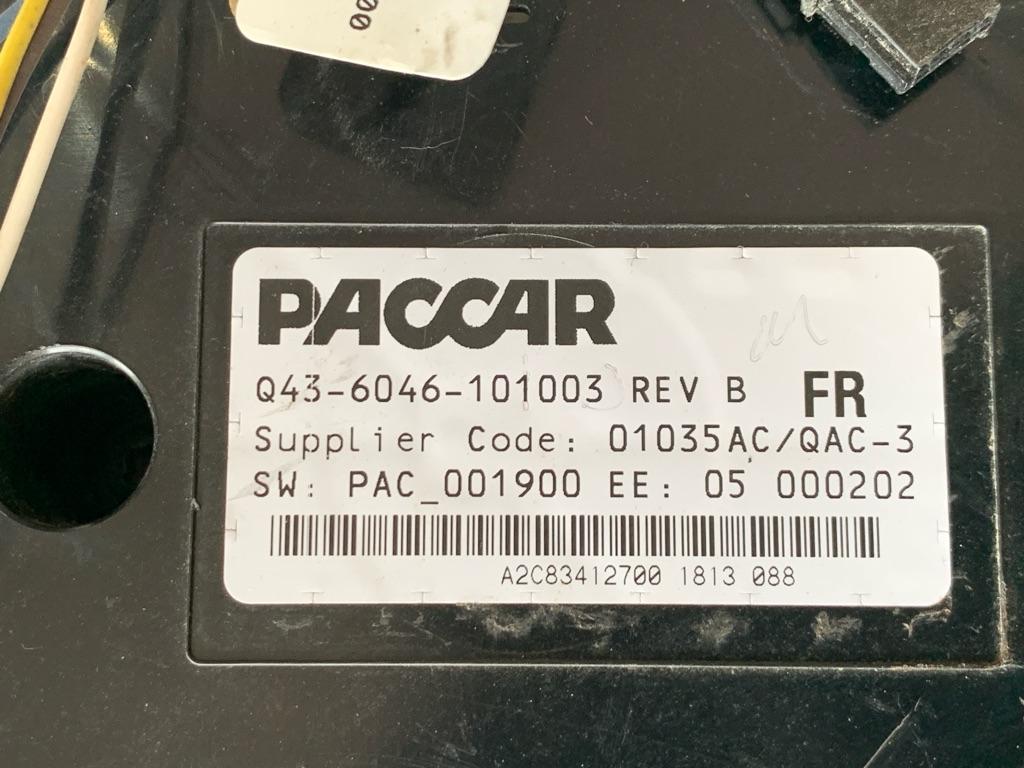 00
PACCAR
Q43-6046-101003 REV B FR
Supplier Code: 01035AC/QAC-3
SW: PAC_001900 EE: 05 000202
A2C83412700 1813 088